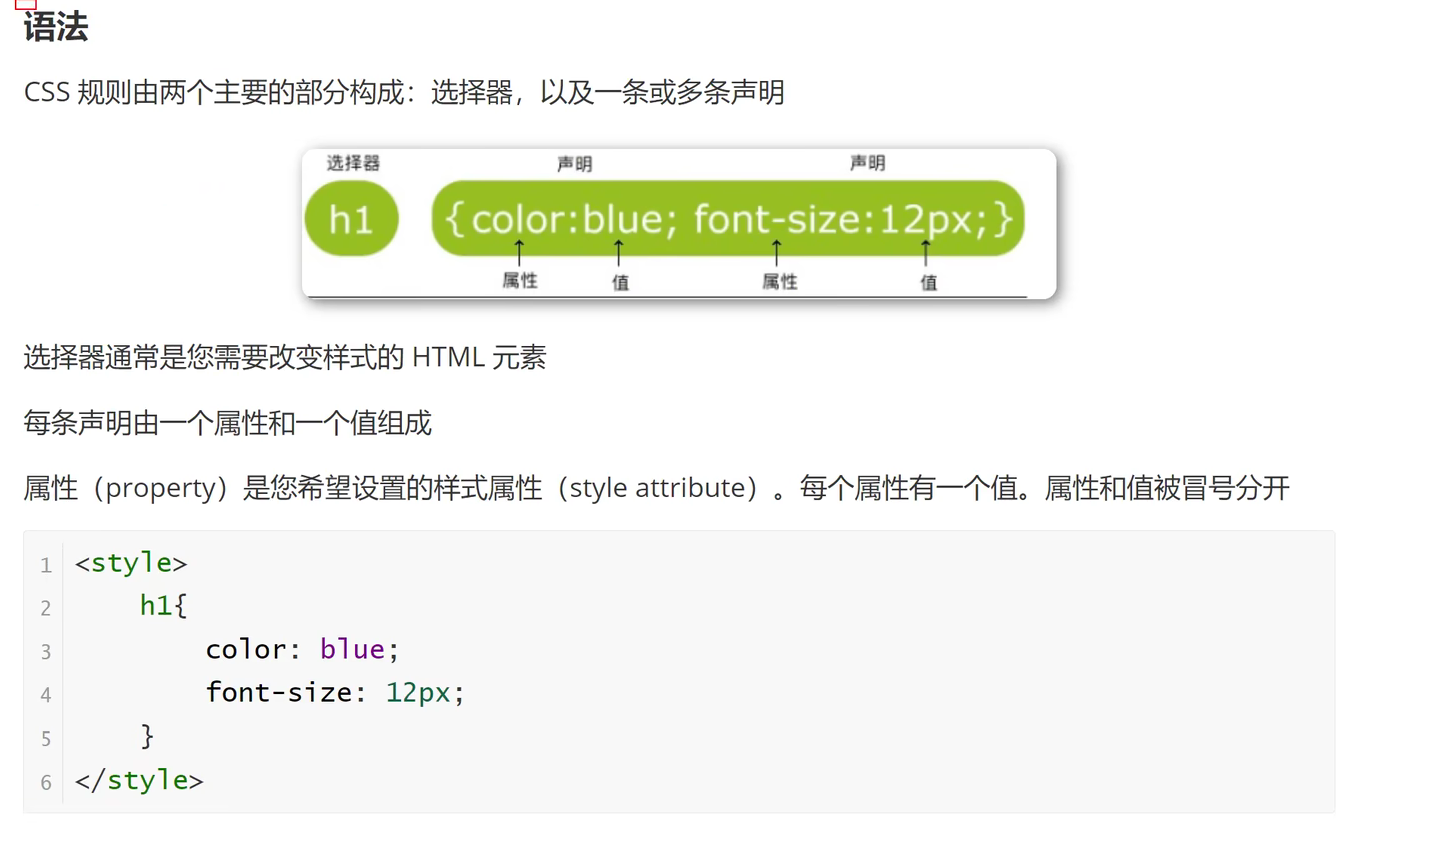 语法
CSS 规则由两个主要的部分构成：选择器，以及一条或多条声明
选择器 声明 声明
h1 {color:blue; font-size:12px;}
属性 值 属性 值
选择器通常是您需要改变样式的 HTML 元素
每条声明由一个属性和一个值组成
属性（property）是您希望设置的样式属性（style attribute）。每个属性有一个值。属性和值被冒号分开
1 <style>
2 h1{
3 color: blue;
4 font-size: 12px;
5 }
6 </style>